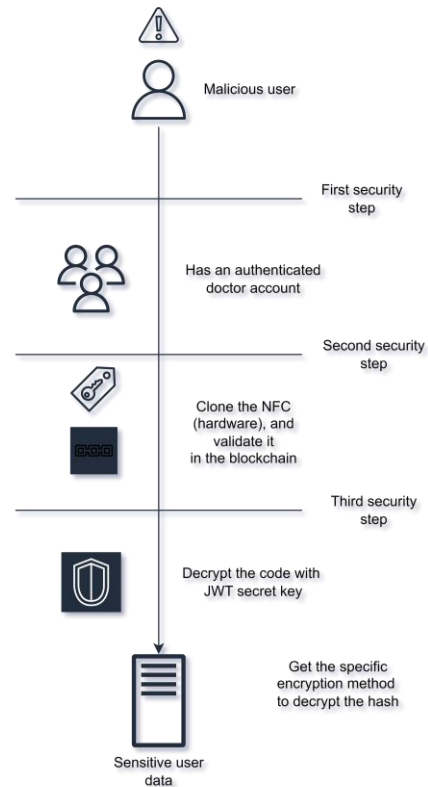 Malicious user
First security
step
Has an authenticated
doctor account
Second security
step
Clone the NFC
(hardware), and
validate it
in the blockchain
Third security
step
Decrypt the code with
JWT secret key
Get the specific
encryption method
to decrypt the hash
Sensitive user
data